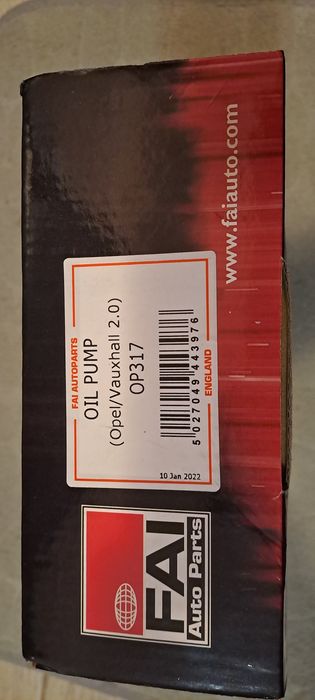 FAI AUTOPARTS
OIL PUMP
(Opel/Vauxhall 2.0)
OP317
5 027049 443976
10 Jan 2022
ENGLAND
FAI
Auto Parts
www.faiauto.com